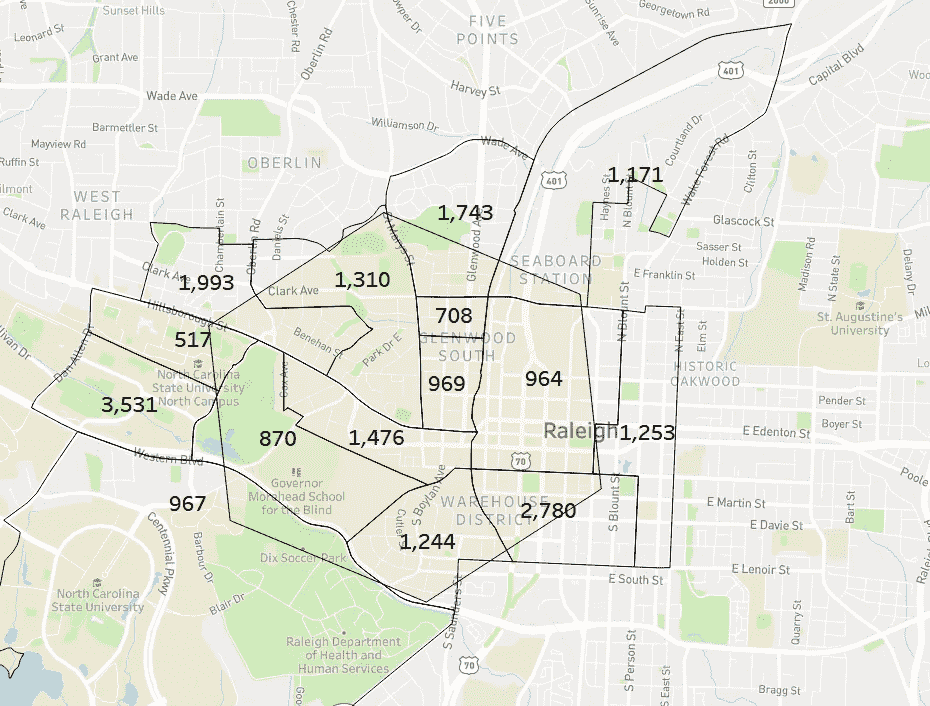 Sunset Hills
Leonard St
Grant Ave
Chester Rd
Oberlin Rd
FIVE
POINTS
Sunrise Ave
Georgetown Rd
401
Capital Blvd
Wade Ave
Harvey St
Barmettler St
Mayview Rd
Ruffin St
Williamson Dr
Wade Ave
Courtland Dr
Wake Forest Rd
Clifton St
OBERLIN
401
1,171
Haynes St
N Blount St
WEST
RALEIGH
Clark Ave
Chamberlain St
Oberlin Rd
Daniels St
St Marys St
1,743
Glenwood Ave
Glascock St
Sasser St
Holden St
Madison Rd
N State St
Delany Dr
SEABOARD
STATION
E Franklin St
Clark Ave
1,993
Clark Ave
1,310
Hillsborough St
708
GLENWOOD
SOUTH
N Blount St
N East St
Elm St
St. Augustine's
University
517
Benehan St
Park Dr E
Dan Allen Dr
North Carolina
State University
North Campus
Cox Ave
969
964
HISTORIC
OAKWOOD
3,531
Pender St
Boyer St
870
1,476
Raleigh
1,253
E Edenton St
Western Blvd
70
Poole
Governor
Morehead School
for the Blind
S Boylan Ave
967
WAREHOUSE
DISTRICT
2,780
S Blount St
E Martin St
Bart St
E Davie St
Centennial Pkwy
1,244
Barbour Dr
Dix Soccer Park
E Lenoir St
E South St
North Carolina
State University
Blair Dr
S Saunders St
Raleigh Department
of Health and
Human Services
70
S Person St
S East St
Quarry St
Bragg St